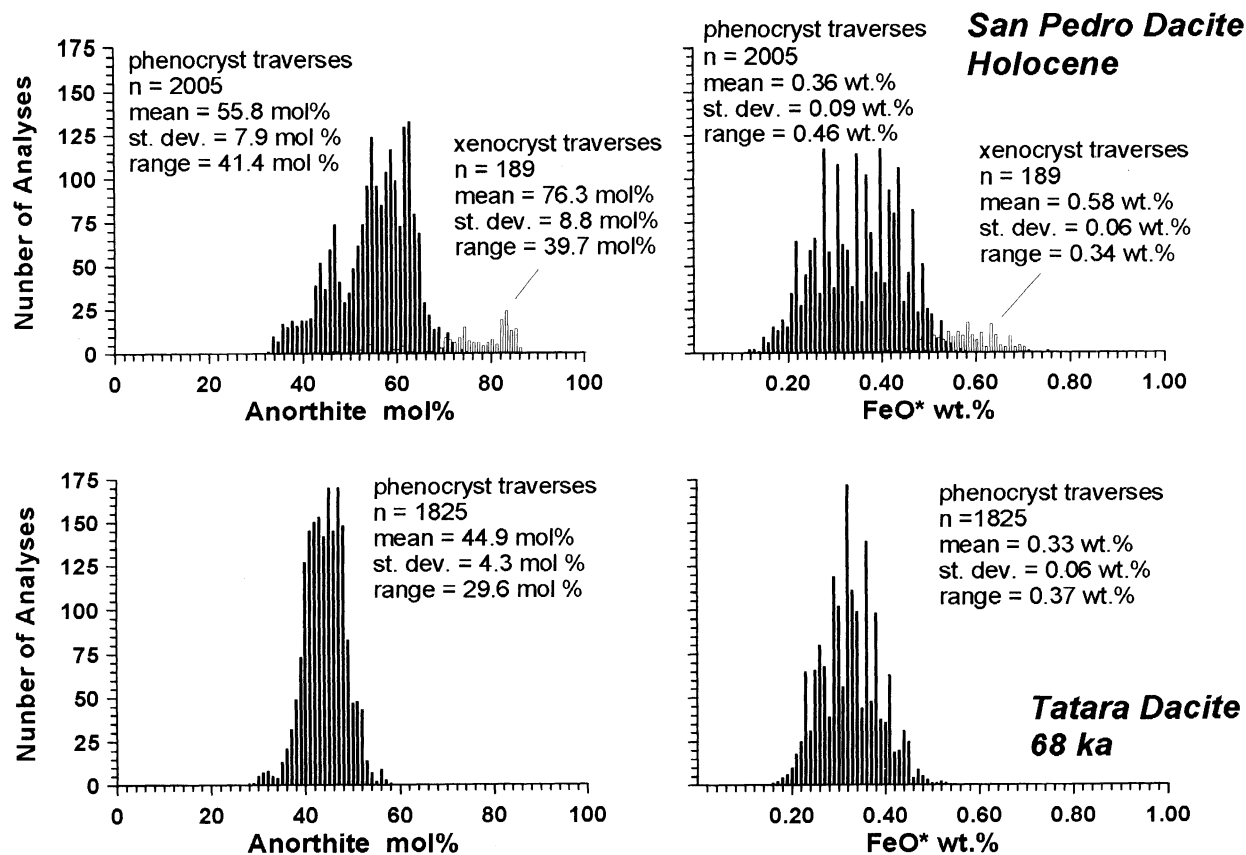 San Pedro Dacite
Holocene
175
150
125
100
75
50
25
0
Nunber of Analyses
phenocryst traverses
n = 2005
mean = 55.8 mol%
st. dev. = 7.9 mol %
range = 41.4 mol %
xenocryst traverses
n = 189
mean = 76.3 mol%
st. dev. = 8.8 mol%
range = 39.7 mol%
0 20 40 60 80 100
Anorthite mol%
phenocryst traverses
n = 2005
mean = 0.36 wt.%
st. dev. = 0.09 wt.%
range = 0.46 wt.%
xenocryst traverses
n = 189
mean = 0.58 wt.%
st. dev. = 0.06 wt.%
range = 0.34 wt.%
0.20 0.40 0.60 0.80 1.00
FeO* wt.%
175
150
125
100
75
50
25
0
Nunber of Analyses
phenocryst traverses
n = 1825
mean = 44.9 mol%
st. dev. = 4.3 mol %
range = 29.6 mol %
0 20 40 60 80 100
Anorthite mol%
phenocryst traverses
n =1825
mean = 0.33 wt.%
st. dev. = 0.06 wt.%
range = 0.37 wt.%
Tatara Dacite
68 ka
0.20 0.40 0.60 0.80 1.00
FeO* wt.%